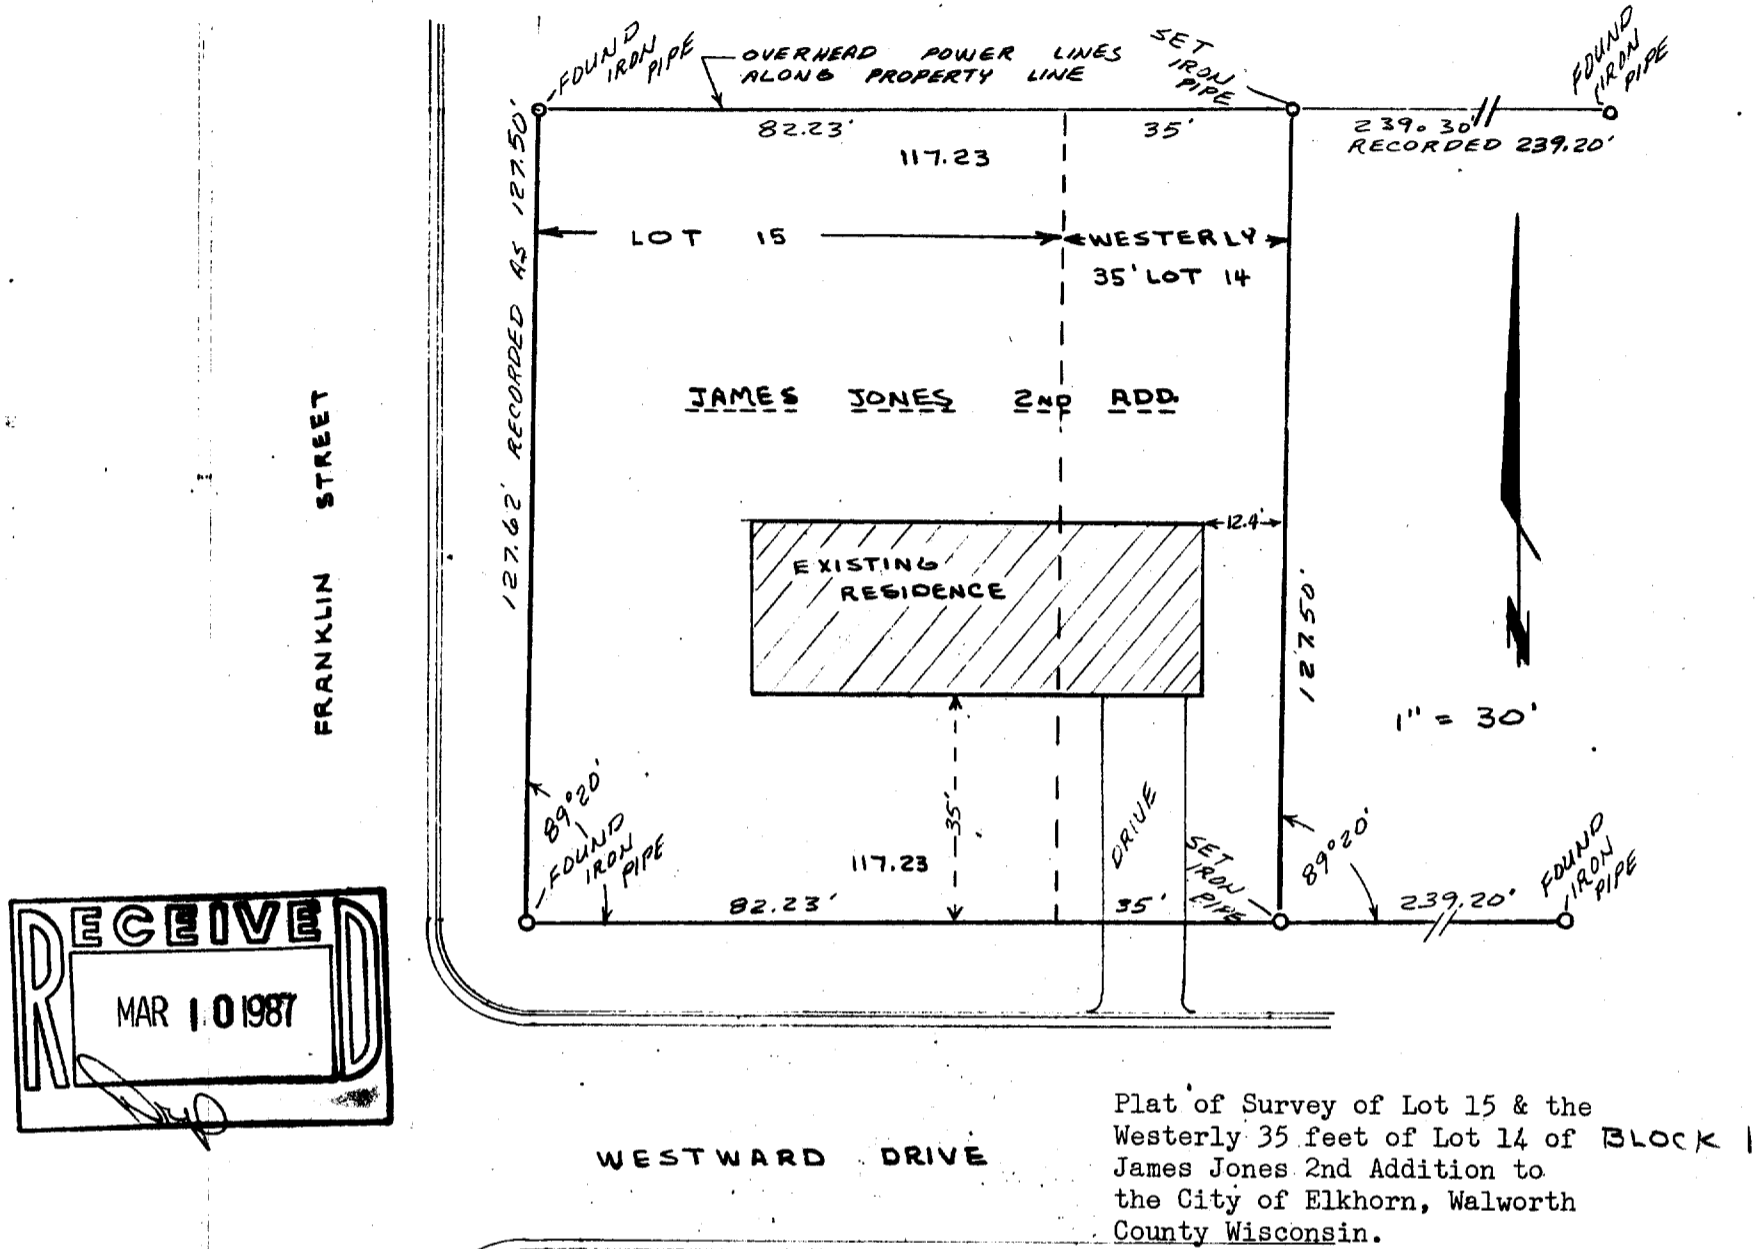 FOUND
IRON
PIPE
OVERHEAD POWER LINES
ALONG PROPERTY LINE
SET
IRON
PIPE
FOUND
IRON
PIPE
82.23'
35'
117.23
239.30'
RECORDED 239.20'
127.62' RECORDED AS 127.50'
LOT 15
WESTERLY
35' LOT 14
JAMES JONES 2ND ADD.
FRANKLIN STREET
12.4'
EXISTING
RESIDENCE
127.50'
N
1" = 30'
89°20'
FOUND
IRON
PIPE
35'
DRIVE
117.23
82.23'
35'
SET
IRON
PIPE
89°20'
239.20'
FOUND
IRON
PIPE
RECEIVED
MAR 10 1987
WESTWARD DRIVE
Plat of Survey of Lot 15 & the
Westerly 35 feet of Lot 14 of BLOCK 1
James Jones 2nd Addition to
the City of Elkhorn, Walworth
County Wisconsin.